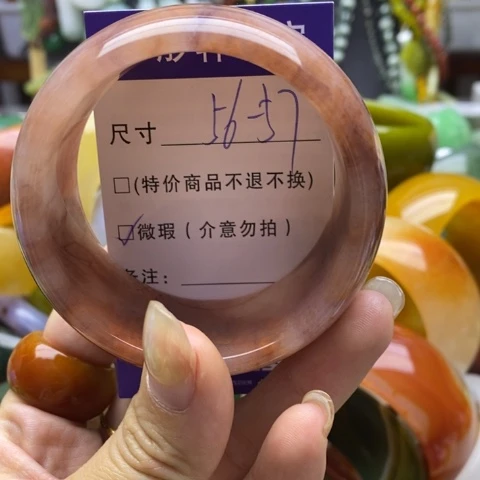 尺寸 56-57
□(特价商品不退不换)
☑微瑕(介意勿拍)
备注: